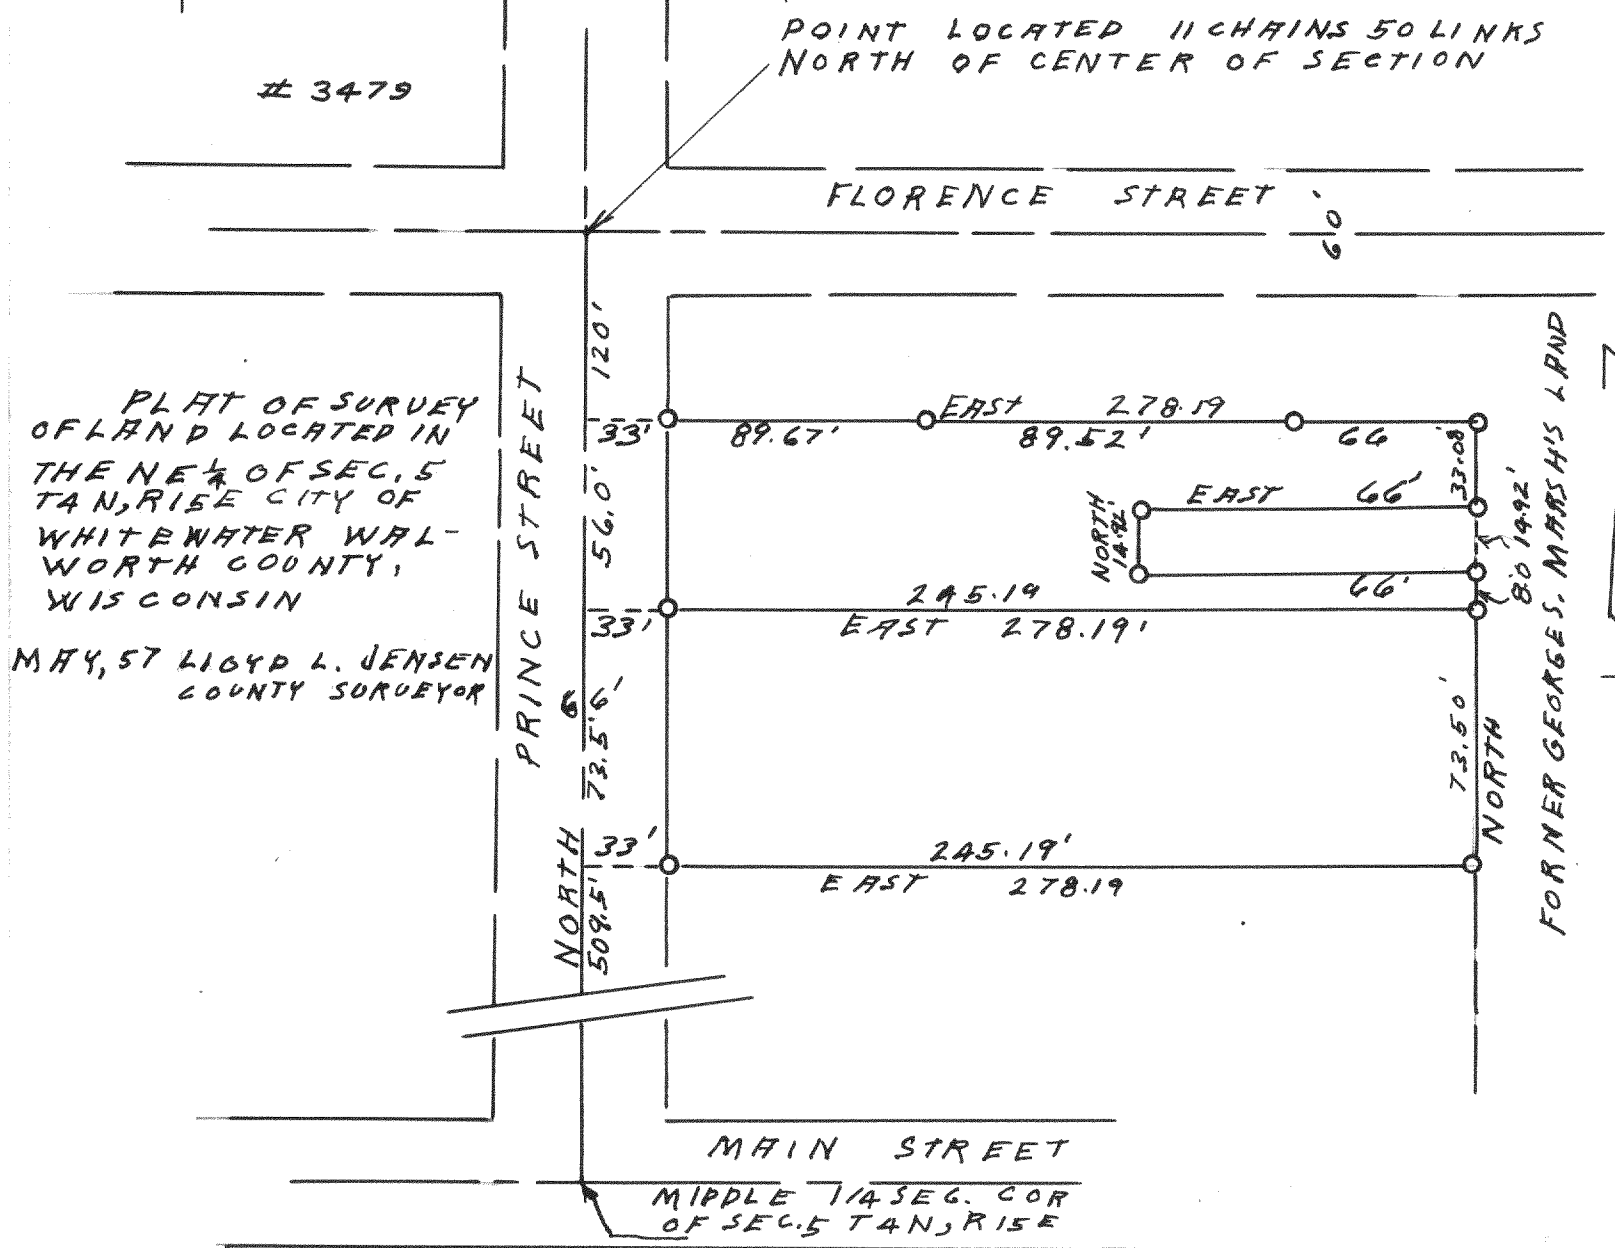 POINT LOCATED 11 CHAINS 50 LINKS
NORTH OF CENTER OF SECTION
# 3479
FLORENCE STREET
60'
120'
PLAT OF SURVEY
OF LAND LOCATED IN
THE NE 1/4 OF SEC. 5
T4N, R15E CITY OF
WHITEWATER WAL-
WORTH COUNTY,
WISCONSIN
MAY, 57 LLOYD L. JENSEN
COUNTY SURVEYOR
PRINCE STREET
33'
EAST 278.19
89.67' 89.52' 66
33.08'
56.0'
EAST 66'
NORTH
14.92'
66'
8.0 14.92'
FORMER GEORGE S. MARSH'S LAND
245.19
33' EAST 278.19'
73.5'
73.50'
NORTH
33'
245.19'
EAST 278.19
NORTH
509.5'
MAIN STREET
MIDDLE 1/4 SEC. COR
OF SEC. 5 T4N, R15E